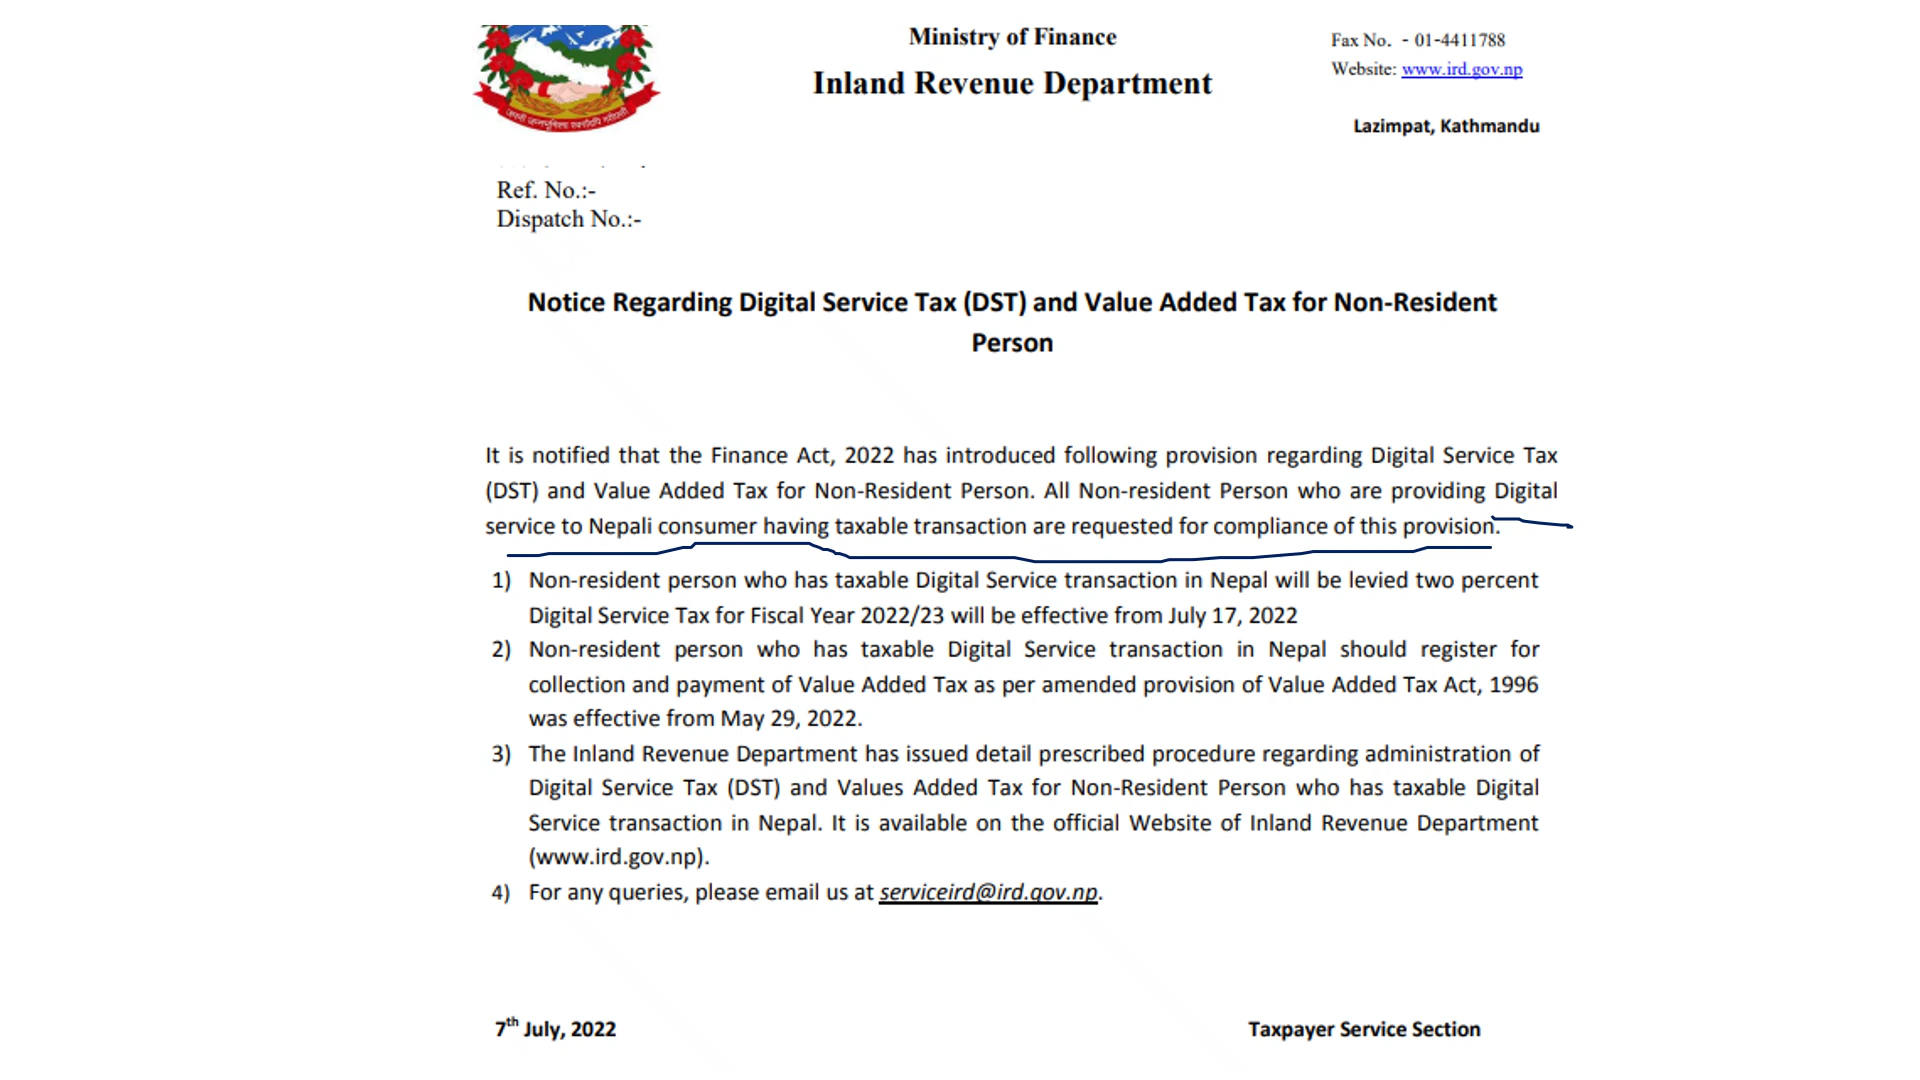 Ministry of Finance
Inland Revenue Department
Fax No. - 01-4411788
Website: www.ird.gov.np
Lazimpat, Kathmandu
Ref. No.:-
Dispatch No.:-
Notice Regarding Digital Service Tax (DST) and Value Added Tax for Non-Resident
Person
It is notified that the Finance Act, 2022 has introduced following provision regarding Digital Service Tax
(DST) and Value Added Tax for Non-Resident Person. All Non-resident Person who are providing Digital
service to Nepali consumer having taxable transaction are requested for compliance of this provision.
1) Non-resident person who has taxable Digital Service transaction in Nepal will be levied two percent
Digital Service Tax for Fiscal Year 2022/23 will be effective from July 17, 2022
2) Non-resident person who has taxable Digital Service transaction in Nepal should register for
collection and payment of Value Added Tax as per amended provision of Value Added Tax Act, 1996
was effective from May 29, 2022.
3) The Inland Revenue Department has issued detail prescribed procedure regarding administration of
Digital Service Tax (DST) and Values Added Tax for Non-Resident Person who has taxable Digital
Service transaction in Nepal. It is available on the official Website of Inland Revenue Department
(www.ird.gov.np).
4) For any queries, please email us at serviceird@ird.gov.np.
7th July, 2022
Taxpayer Service Section